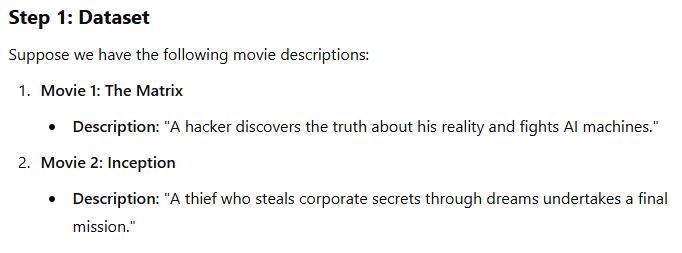 Step 1: Dataset
Suppose we have the following movie descriptions:
1. Movie 1: The Matrix
• Description: "A hacker discovers the truth about his reality and fights AI machines."
2. Movie 2: Inception
• Description: "A thief who steals corporate secrets through dreams undertakes a final
mission."